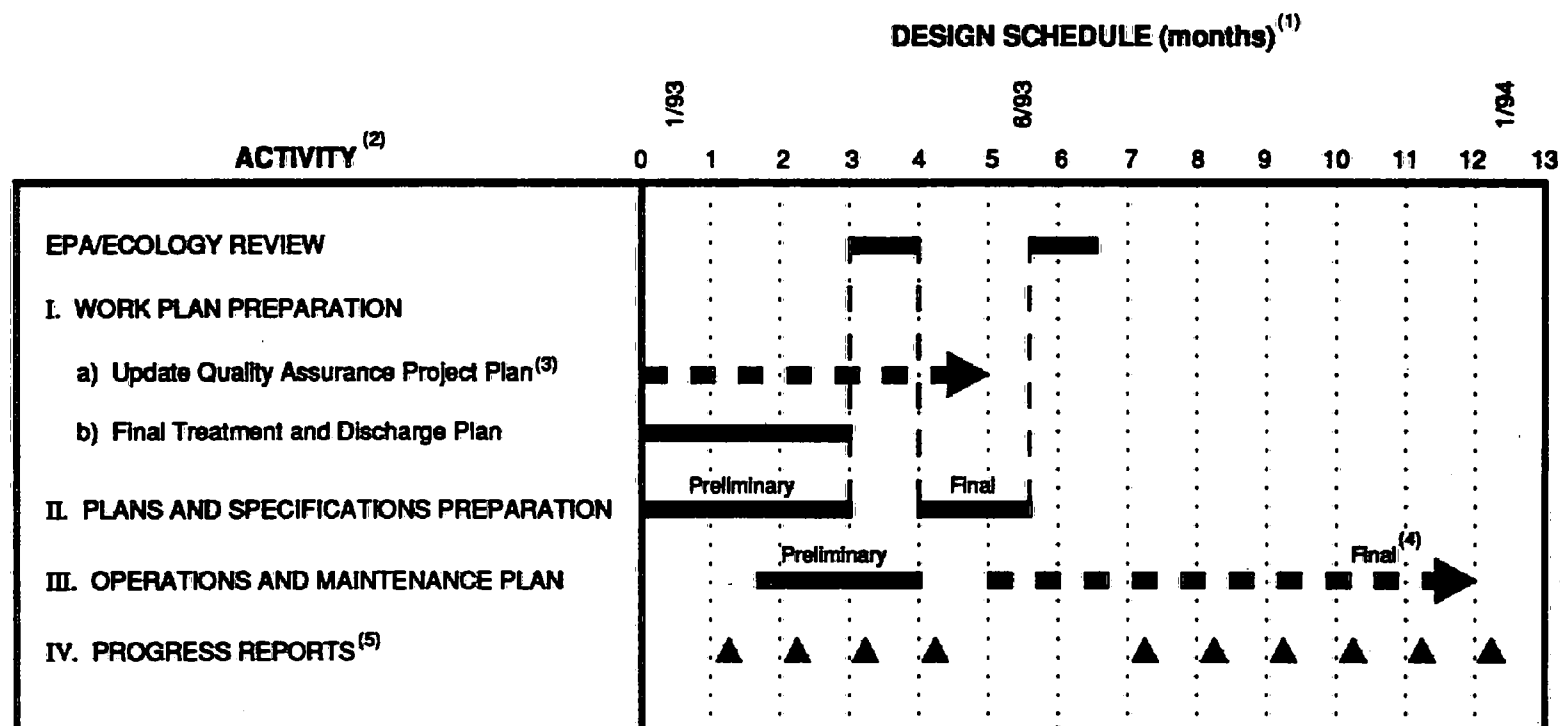 DESIGN SCHEDULE (months)(1)
1/93 6/93 1/94
ACTIVITY (2) 0 1 2 3 4 5 6 7 8 9 10 11 12 13
EPA/ECOLOGY REVIEW
I. WORK PLAN PREPARATION
a) Update Quality Assurance Project Plan(3)
b) Final Treatment and Discharge Plan
Preliminary Final
II. PLANS AND SPECIFICATIONS PREPARATION
Preliminary Final(4)
III. OPERATIONS AND MAINTENANCE PLAN
IV. PROGRESS REPORTS(5)